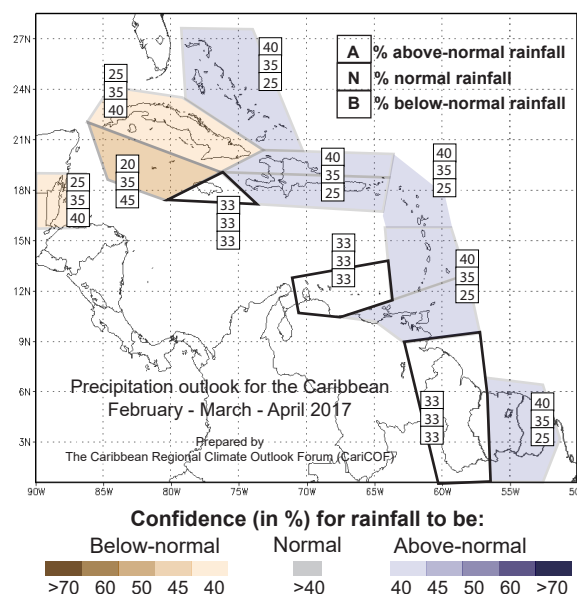 27N
24N
21N
18N
15N
12N
9N
6N
3N
90W
85W
80W
75W
70W
65W
60W
55W
50
A % above-normal rainfall
N % normal rainfall
B % below-normal rainfall
40
35
25
25
35
40
20
35
45
25
35
40
33
33
33
40
35
25
40
35
25
33
33
33
40
35
25
33
33
33
40
35
25
Precipitation outlook for the Caribbean
February - March - April 2017
Prepared by
The Caribbean Regional Climate Outlook Forum (CariCOF)
Confidence (in %) for rainfall to be:
Below-normal Normal Above-normal
>70 60 50 45 40 >40 40 45 50 60 >70